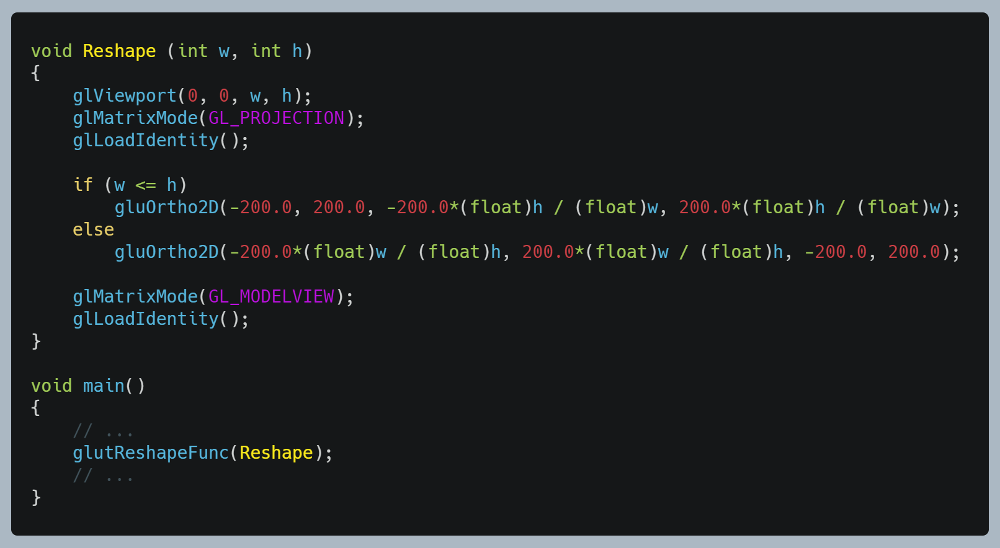 void Reshape (int w, int h)
{
    glViewport(0, 0, w, h);
    glMatrixMode(GL_PROJECTION);
    glLoadIdentity();

    if (w <= h)
        gluOrtho2D(-200.0, 200.0, -200.0*(float)h / (float)w, 200.0*(float)h / (float)w);
    else
        gluOrtho2D(-200.0*(float)w / (float)h, 200.0*(float)w / (float)h, -200.0, 200.0);

    glMatrixMode(GL_MODELVIEW);
    glLoadIdentity();
}

void main()
{
    // ...
    glutReshapeFunc(Reshape);
    // ...
}